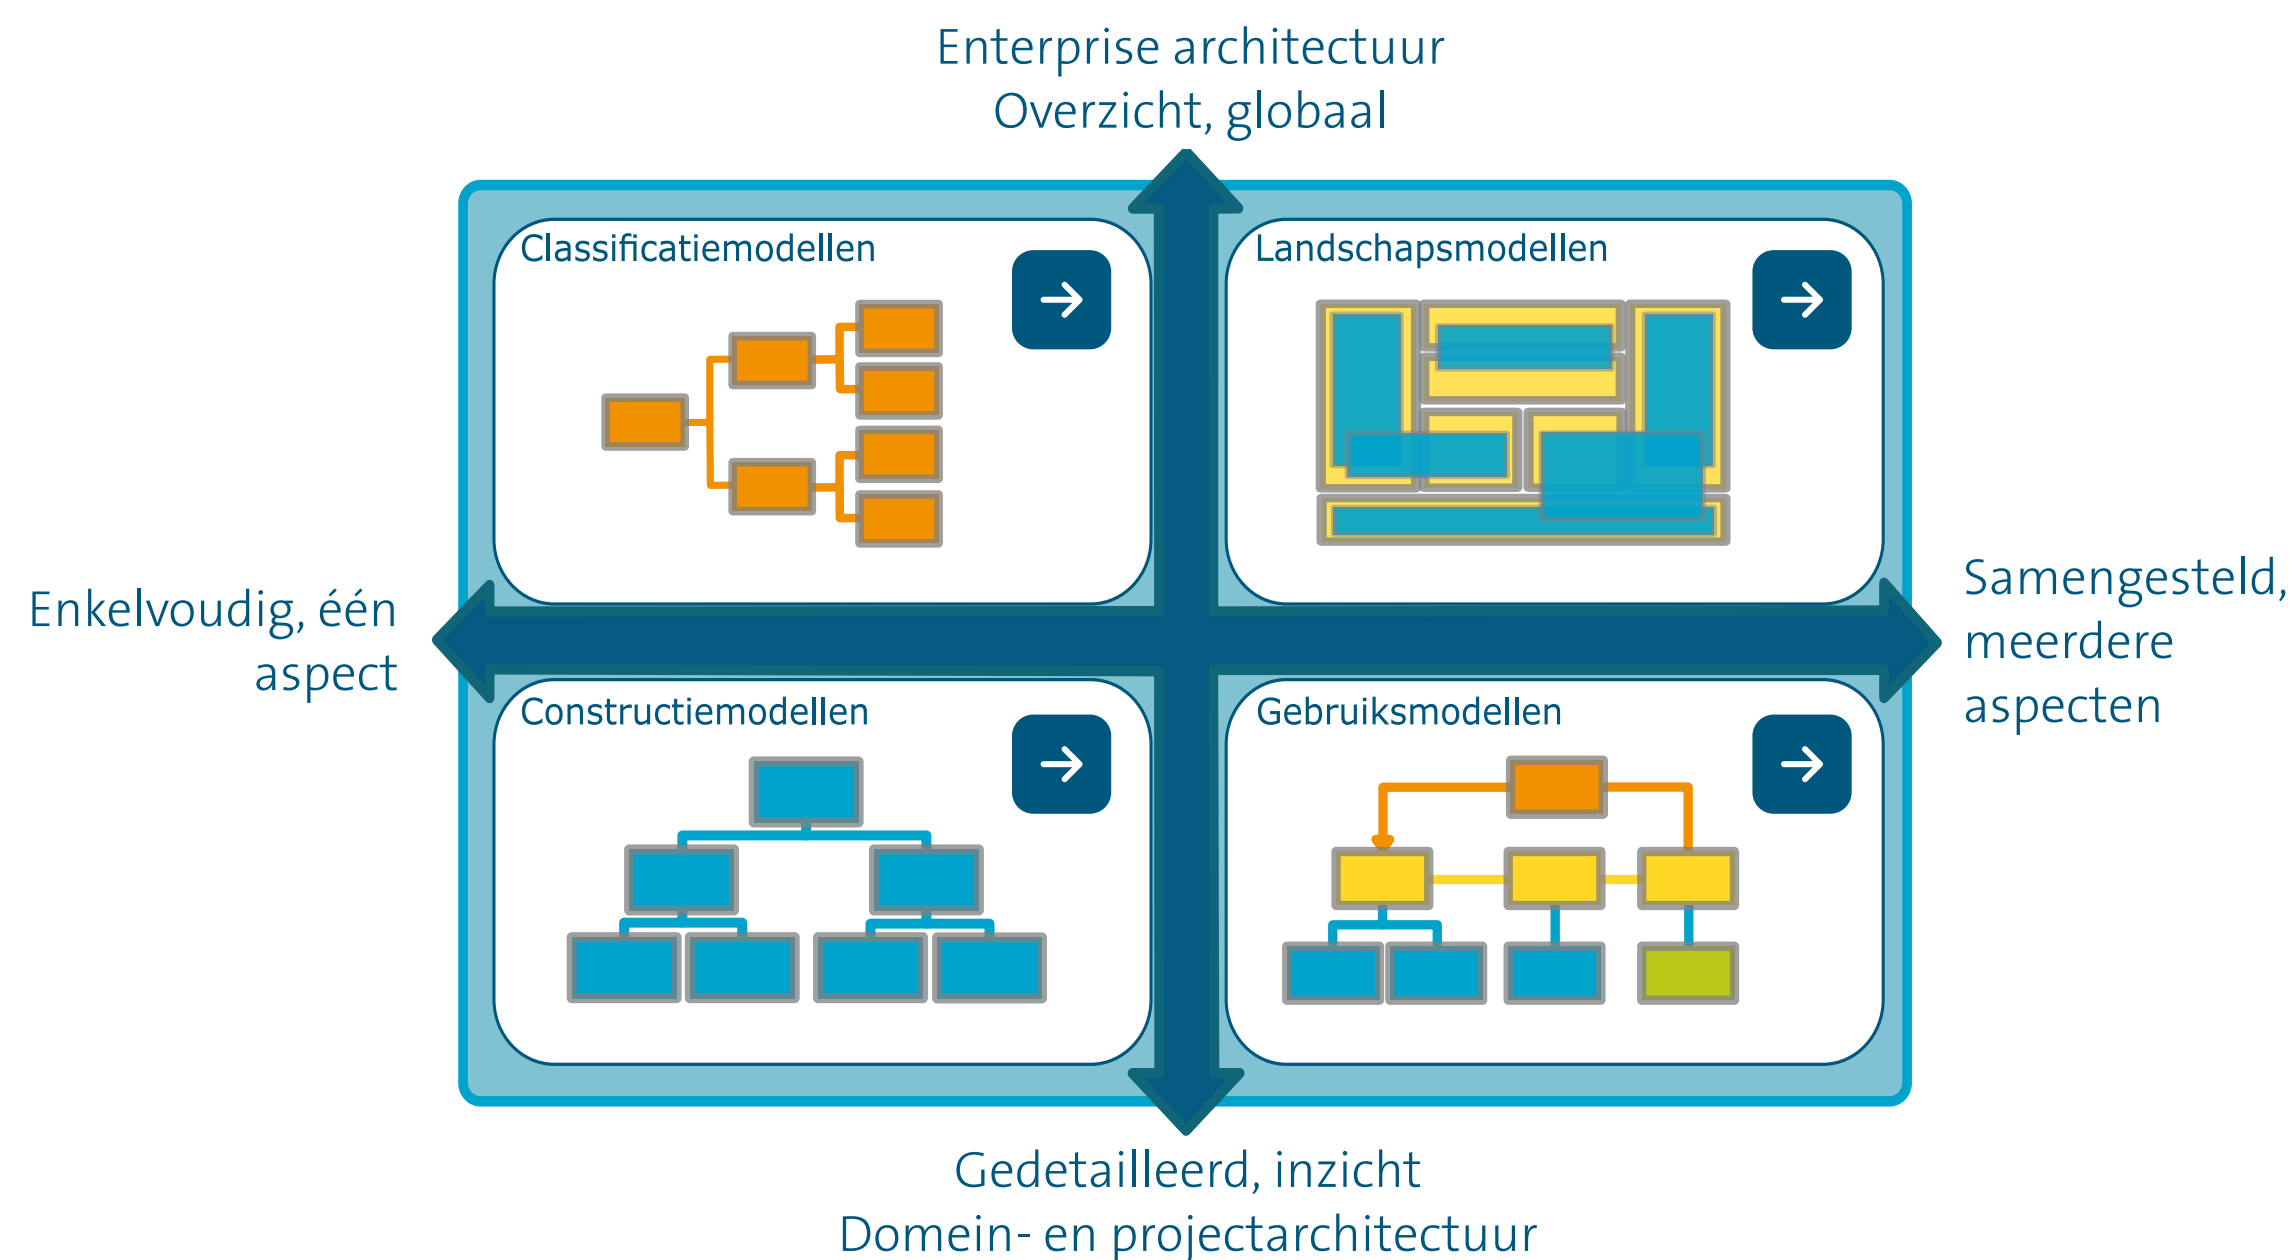 Enterprise architectuur
Overzicht, globaal
Classificatiemodellen
Landschapsmodellen
Enkelvoudig, één
aspect
Samengesteld,
meerdere
aspecten
Constructiemodellen
Gebruiksmodellen
Gedetailleerd, inzicht
Domein- en projectarchitectuur